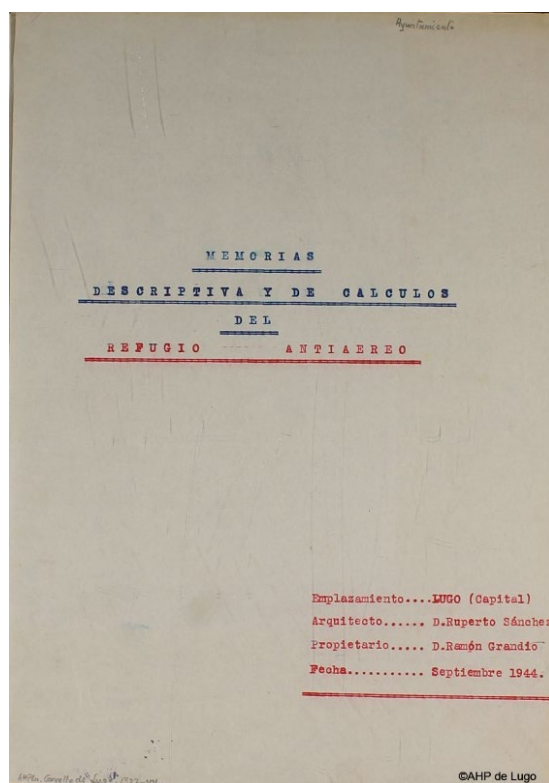 Ayuntamiento
MEMORIAS
DESCRIPTIVA Y DE CALCULOS
DEL
REFUGIO ANTIAEREO
Emplazamiento....LUGO (Capital)
Arquitecto...... D.Ruperto Sánchez
Propietario..... D.Ramón Grandío
Fecha........... Septiembre 1944.
©AHP de Lugo